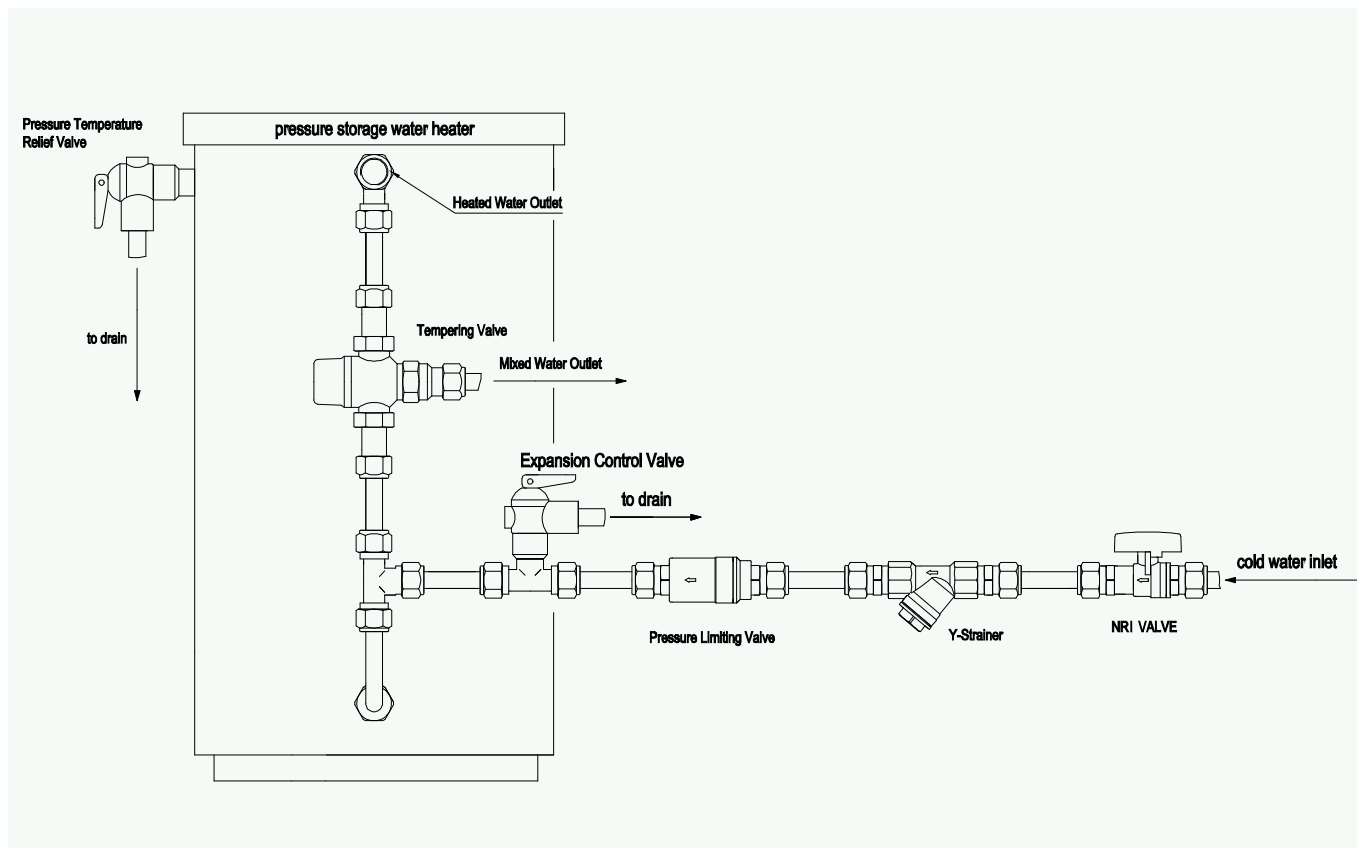 pressure storage water heater
Pressure Temperature
Relief Valve
Heated Water Outlet
to drain
Tempering Valve
Mixed Water Outlet
Expansion Control Valve
to drain
cold water inlet
Pressure Limiting Valve
Y-Strainer
NRI VALVE